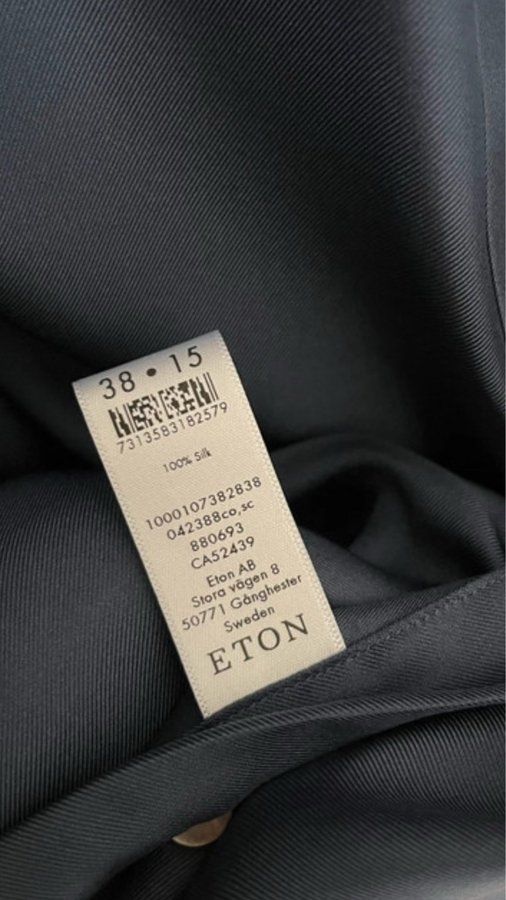 38 • 15
7313583182579
100% Silk
1000107382838
042388co,sc
880693
CA52439
Eton AB
Stora vägen 8
50771 Gånghester
Sweden
ETON